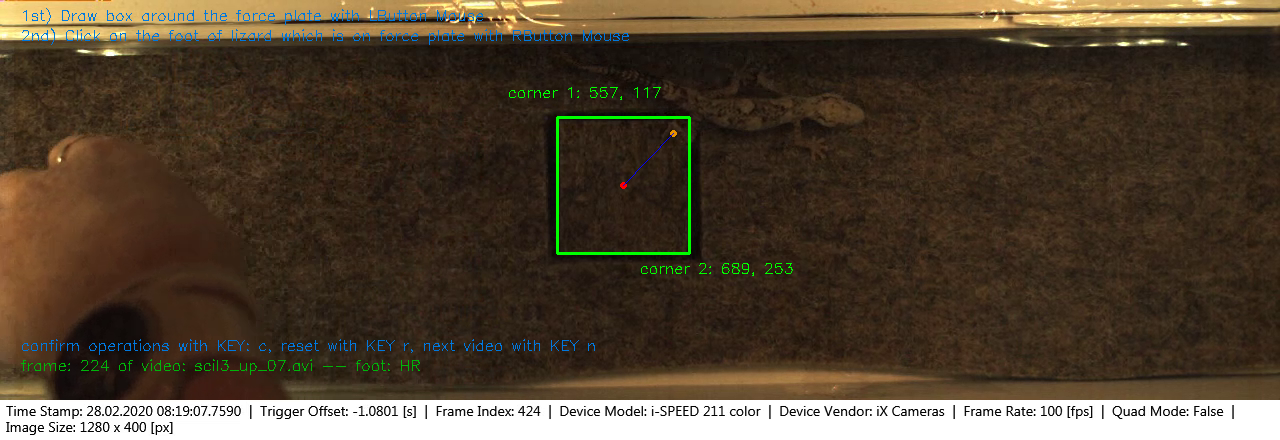 1st) Draw box around the force plate with LButton Mouse
2nd) Click on the foot of lizard which is on force plate with RButton Mouse
corner 1: 557, 117
corner 2: 689, 253
confirm operations with KEY: c, reset with KEY r, next video with KEY n
frame: 224 of video: scil3_up_07.avi -- foot: HR
Time Stamp: 28.02.2020 08:19:07.7590 | Trigger Offset: -1.0801 [s] | Frame Index: 424 | Device Model: i-SPEED 211 color | Device Vendor: iX Cameras | Frame Rate: 100 [fps] | Quad Mode: False |
Image Size: 1280 x 400 [px]